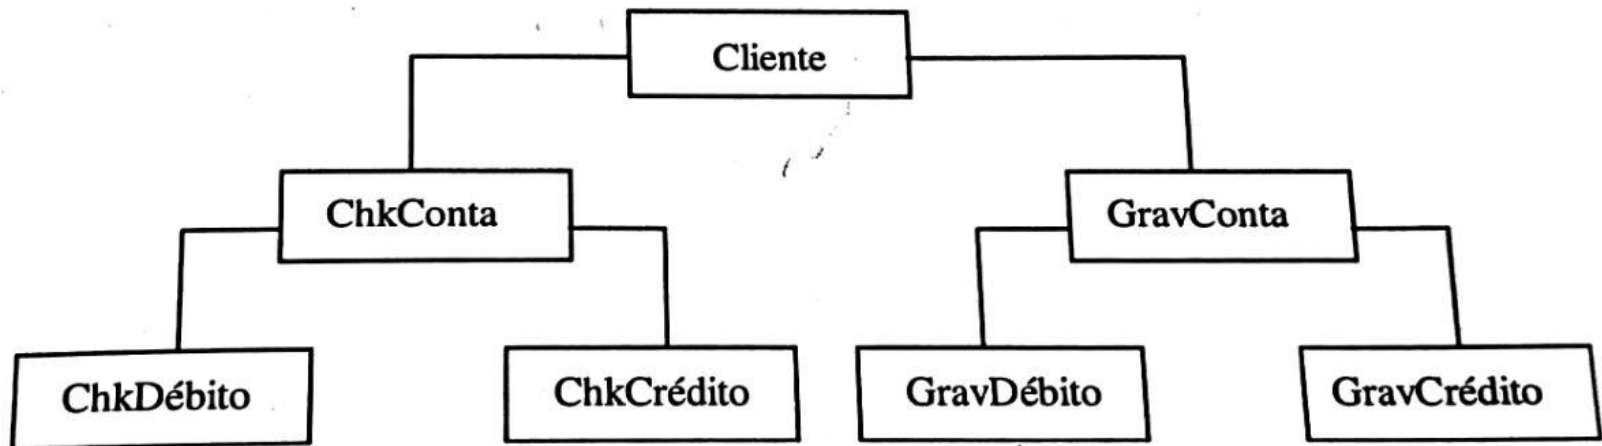 Cliente
ChkConta
GravConta
ChkDébito
ChkCrédito
GravDébito
GravCrédito